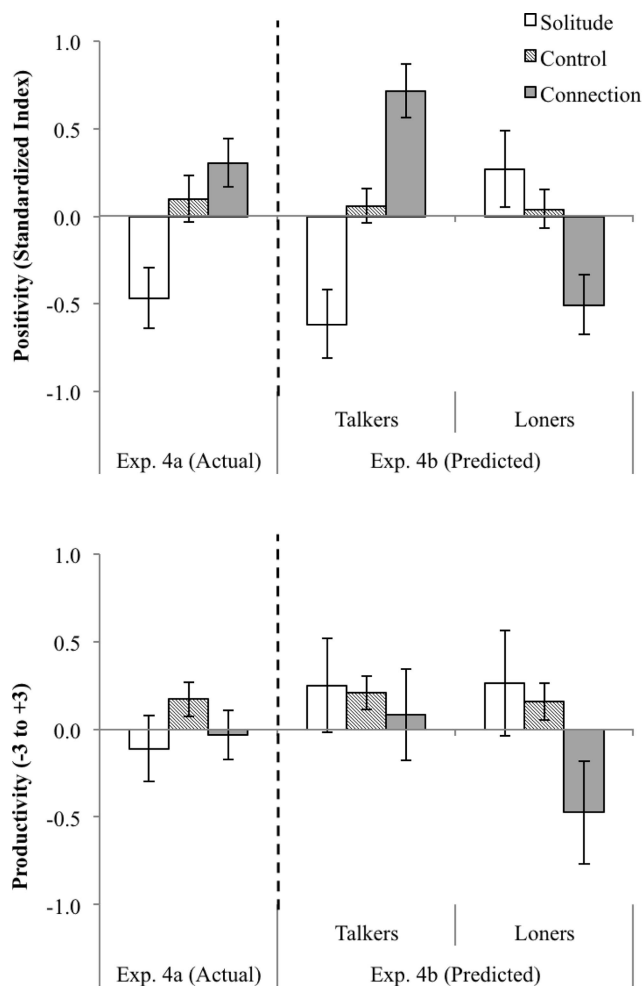 Solitude
Control
Connection
1.0
0.5
0.0
-0.5
-1.0
Positivity (Standardized Index)
Talkers
Loners
Exp. 4a (Actual)
Exp. 4b (Predicted)
1.0
0.5
0.0
-0.5
-1.0
Productivity (-3 to +3)
Talkers
Loners
Exp. 4a (Actual)
Exp. 4b (Predicted)